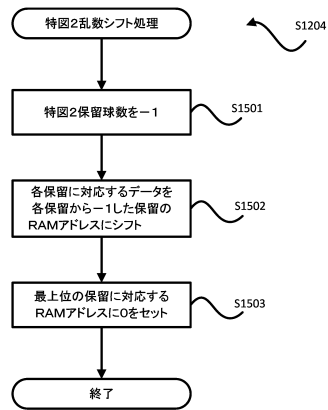 特図2乱数シフト処理
S1204
特図2保留球数を－1
S1501
各保留に対応するデータを
各保留から－1した保留の
RAMアドレスにシフト
S1502
最上位の保留に対応する
RAMアドレスに0をセット
S1503
終了